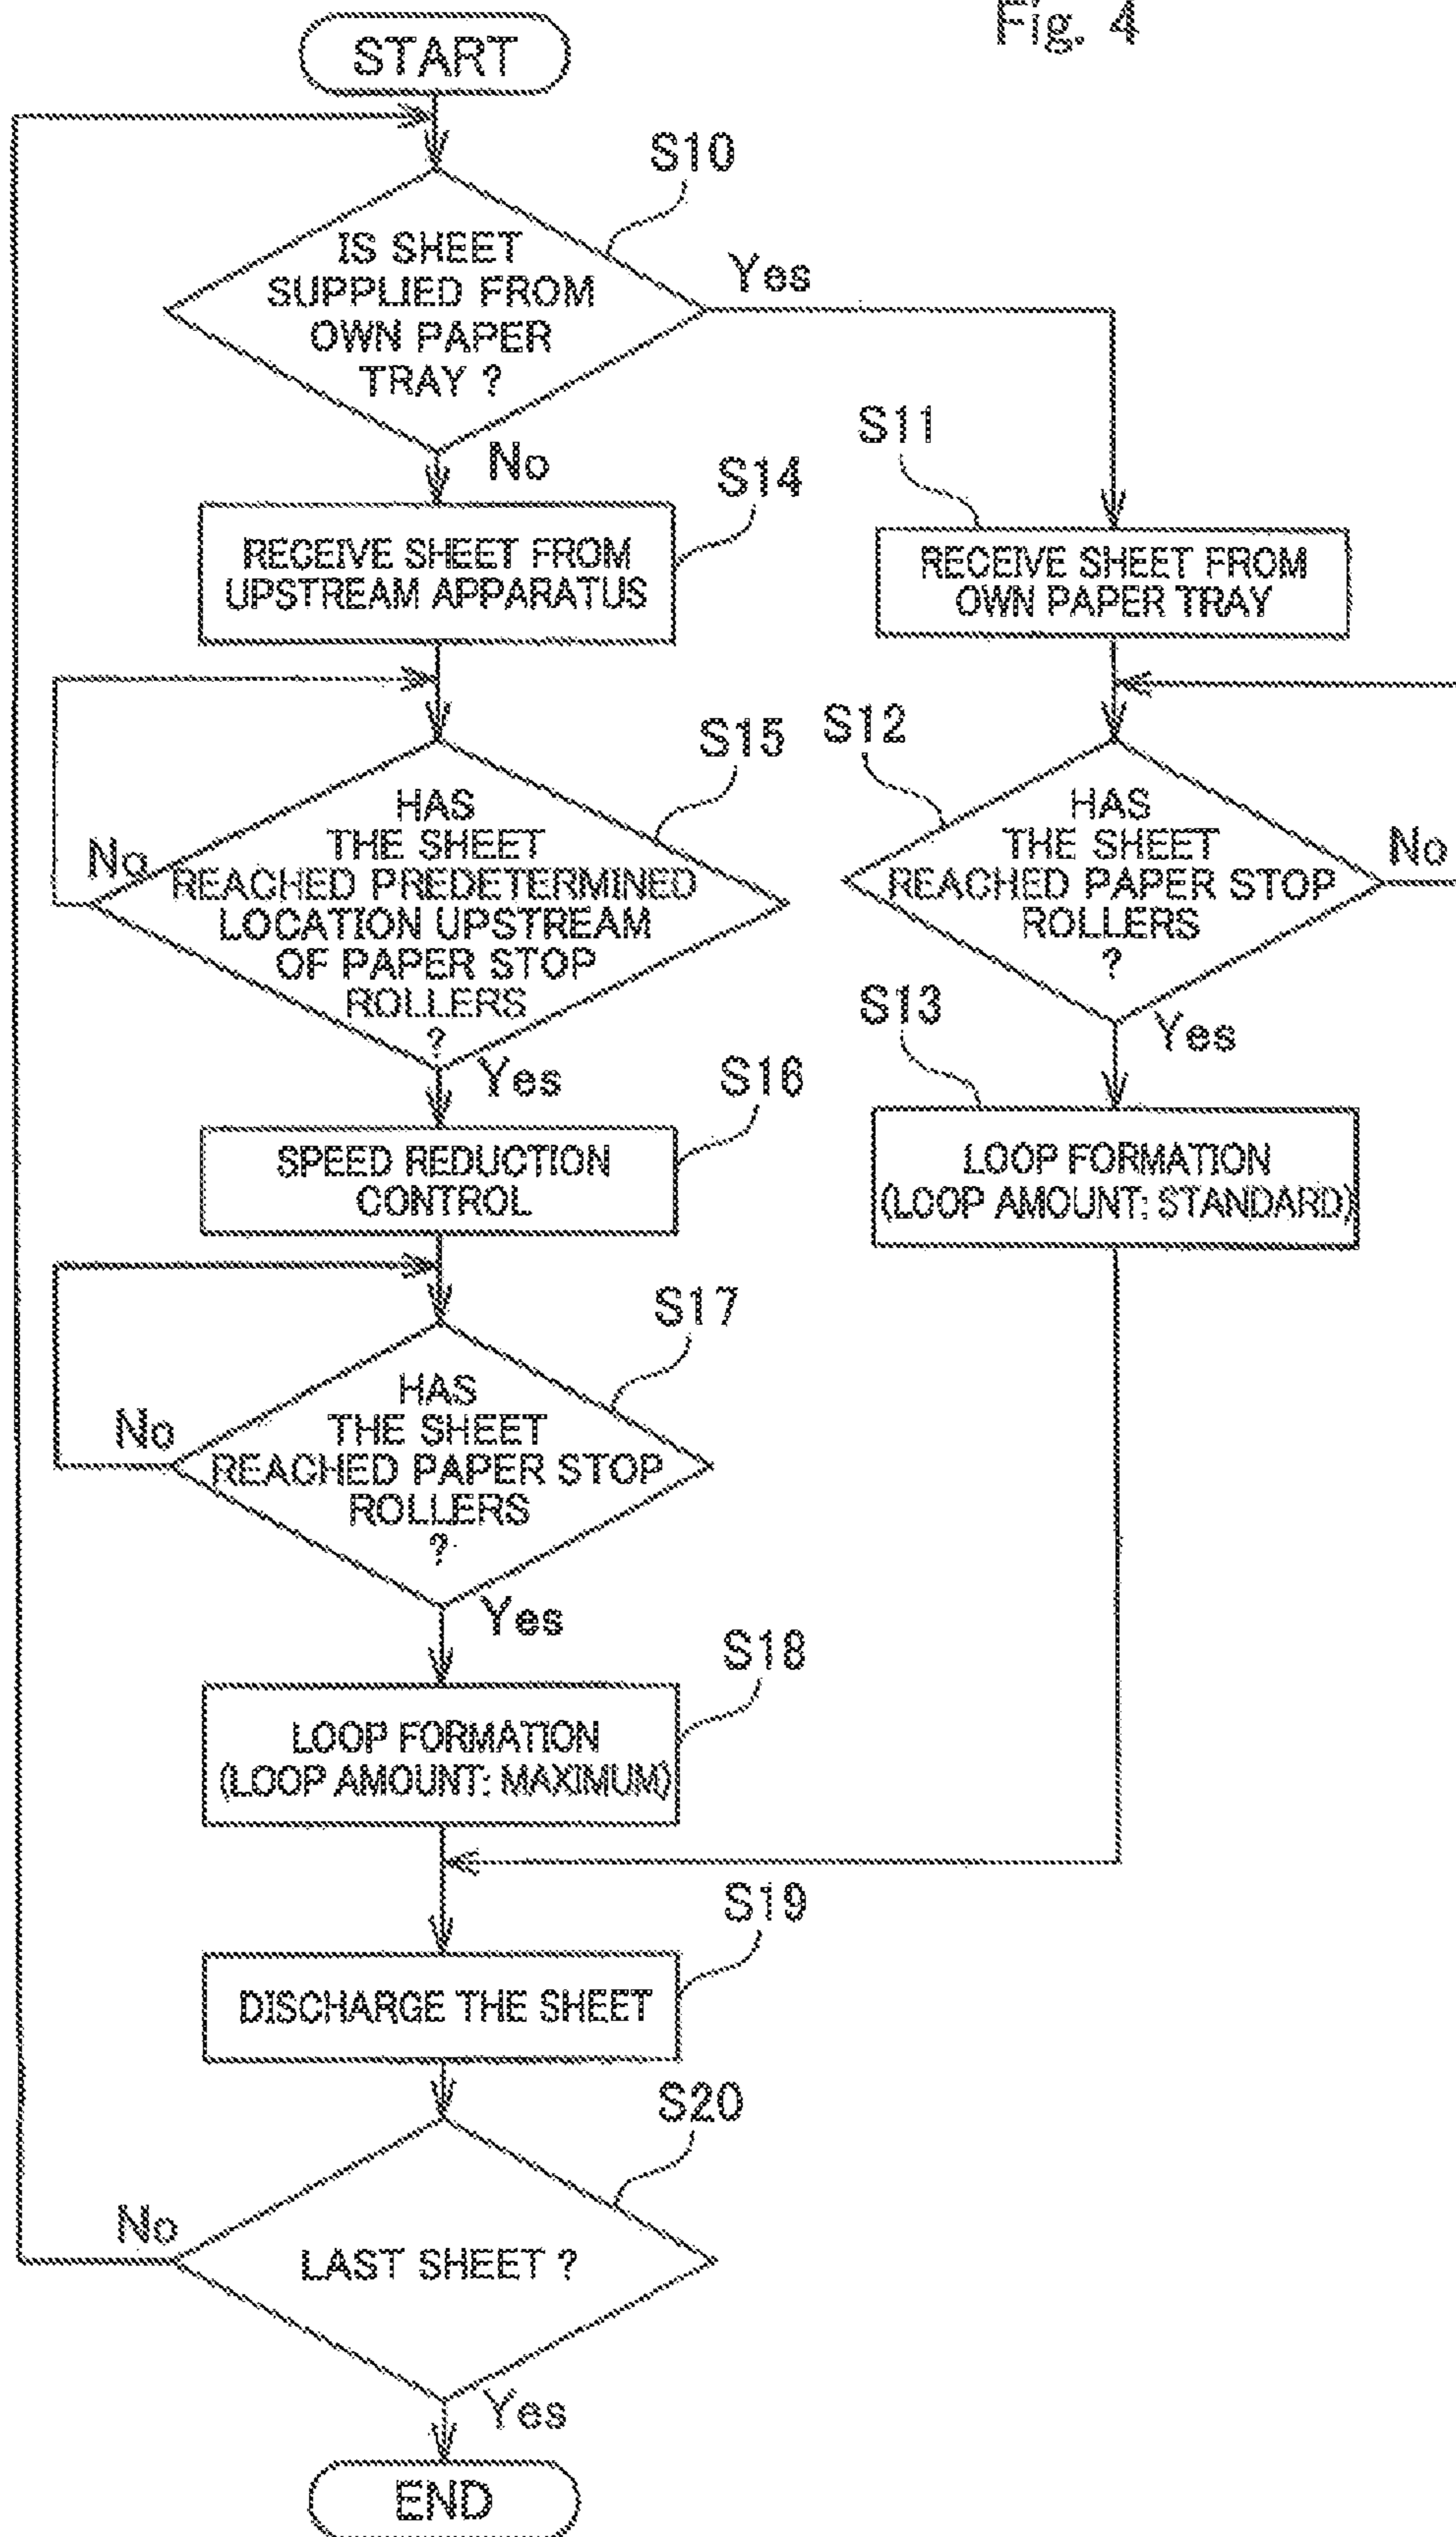 Fig. 4
START
S10
IS SHEET
SUPPLIED FROM
OWN PAPER
TRAY ?
Yes
No
S14
RECEIVE SHEET FROM
UPSTREAM APPARATUS
S11
RECEIVE SHEET FROM
OWN PAPER TRAY
S15
HAS
THE SHEET
REACHED PREDETERMINED
LOCATION UPSTREAM
OF PAPER STOP
ROLLERS
?
No
Yes
S12
HAS
THE SHEET
REACHED PAPER STOP
ROLLERS
?
No
Yes
S13
LOOP FORMATION
(LOOP AMOUNT: STANDARD)
S16
SPEED REDUCTION
CONTROL
S17
HAS
THE SHEET
REACHED PAPER STOP
ROLLERS
?
No
Yes
S18
LOOP FORMATION
(LOOP AMOUNT: MAXIMUM)
S19
DISCHARGE THE SHEET
S20
LAST SHEET ?
No
Yes
END